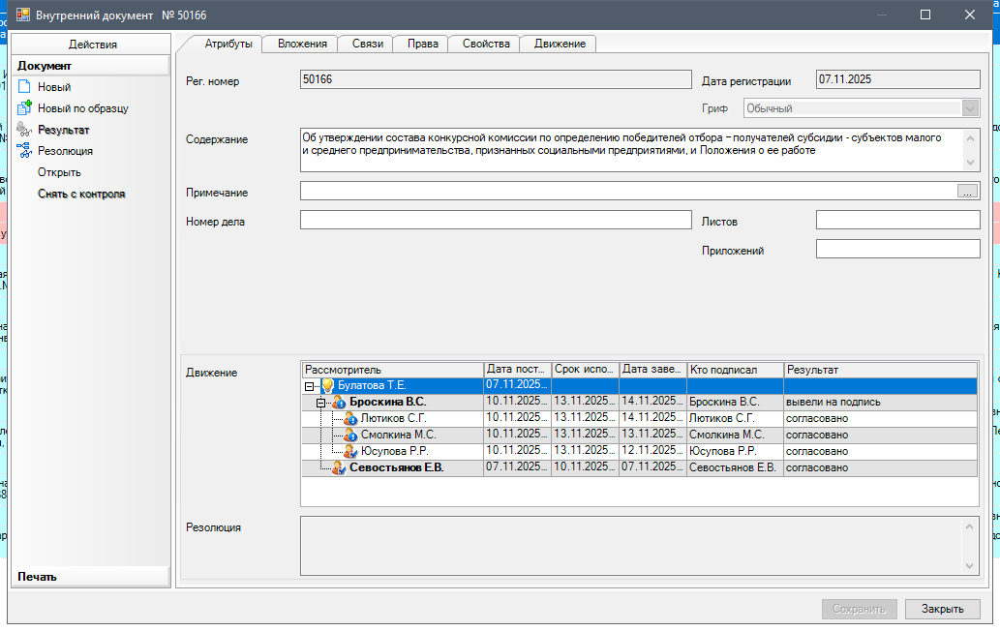 Внутренний документ № 50166
Действия
Документ
Новый
Новый по образцу
Результат
Резолюция
Открыть
Снять с контроля
Печать
Атрибуты Вложения Связи Права Свойства Движение
Рег. номер 50166 Дата регистрации 07.11.2025
Гриф Обычный
Содержание Об утверждении состава конкурсной комиссии по определению победителей отбора – получателей субсидии - субъектов малого
и среднего предпринимательства, признанных социальными предприятиями, и Положения о ее работе
Примечание ...
Номер дела Листов
Приложений
Движение
Рассмотритель Дата пост... Срок испо... Дата заве... Кто подписал Результат
Булатова Т.Е. 07.11.2025...
Броскина В.С. 10.11.2025... 13.11.2025... 14.11.2025... Броскина В.С. вывели на подпись
Лютиков С.Г. 10.11.2025... 13.11.2025... 14.11.2025... Лютиков С.Г. согласовано
Смолкина М.С. 10.11.2025... 13.11.2025... 13.11.2025... Смолкина М.С. согласовано
Юсупова Р.Р. 10.11.2025... 13.11.2025... 12.11.2025... Юсупова Р.Р. согласовано
Севостьянов Е.В. 07.11.2025... 10.11.2025... 07.11.2025... Севостьянов Е.В. согласовано
Резолюция
Сохранить Закрыть